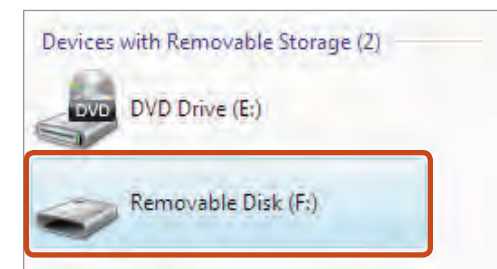 Devices with Removable Storage (2)
DVD
DVD Drive (E:)
Removable Disk (F:)